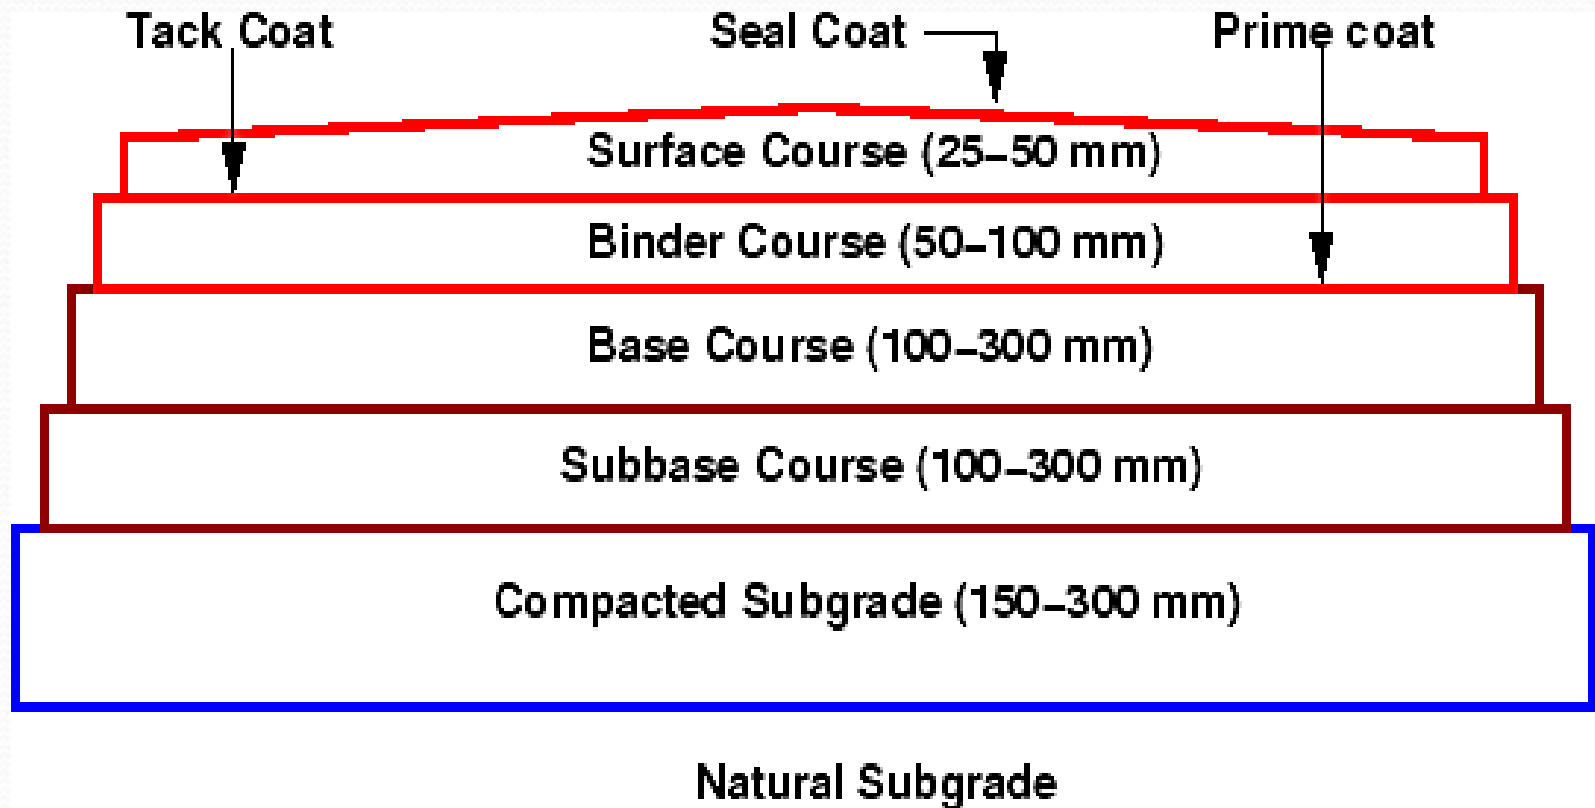 Tack Coat
Seal Coat
Prime coat
Surface Course (25–50 mm)
Binder Course (50–100 mm)
Base Course (100–300 mm)
Subbase Course (100–300 mm)
Compacted Subgrade (150–300 mm)
Natural Subgrade